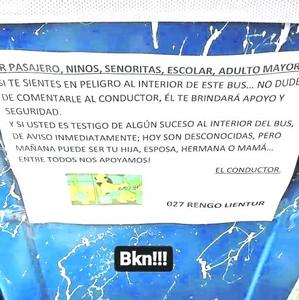 R PASAJERO, NIÑOS, SEÑORITAS, ESCOLAR, ADULTO MAYOR
SI TE SIENTES EN PELIGRO AL INTERIOR DE ESTE BUS... NO DUDE
DE COMENTARLE AL CONDUCTOR, ÉL TE BRINDARÁ APOYO Y
SEGURIDAD.
Y SI USTED ES TESTIGO DE ALGÚN SUCESO AL INTERIOR DEL BUS,
DE AVISO INMEDIATAMENTE; HOY SON DESCONOCIDAS, PERO
MAÑANA PUEDE SER TU HIJA, ESPOSA, HERMANA O MAMÁ...
ENTRE TODOS NOS APOYAMOS!
EL CONDUCTOR.
027 RENGO LIENTUR
Bkn!!!